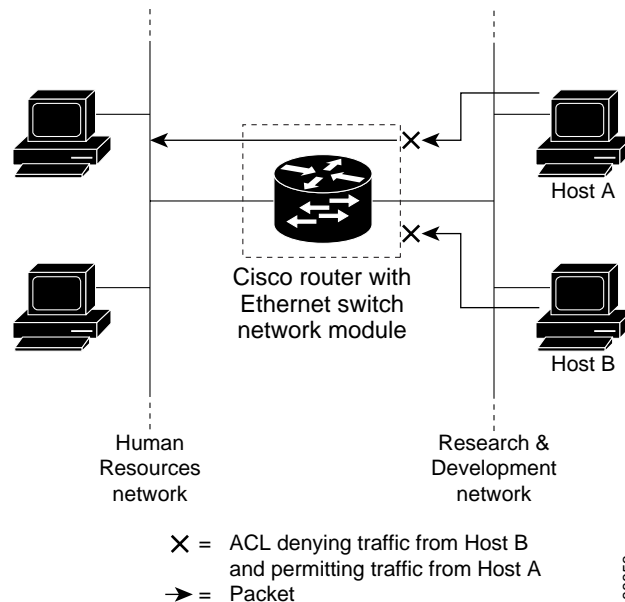 Host A
Cisco router with
Ethernet switch
network module
Host B
Human
Resources
network
Research &
Development
network
X = ACL denying traffic from Host B
and permitting traffic from Host A
→ = Packet